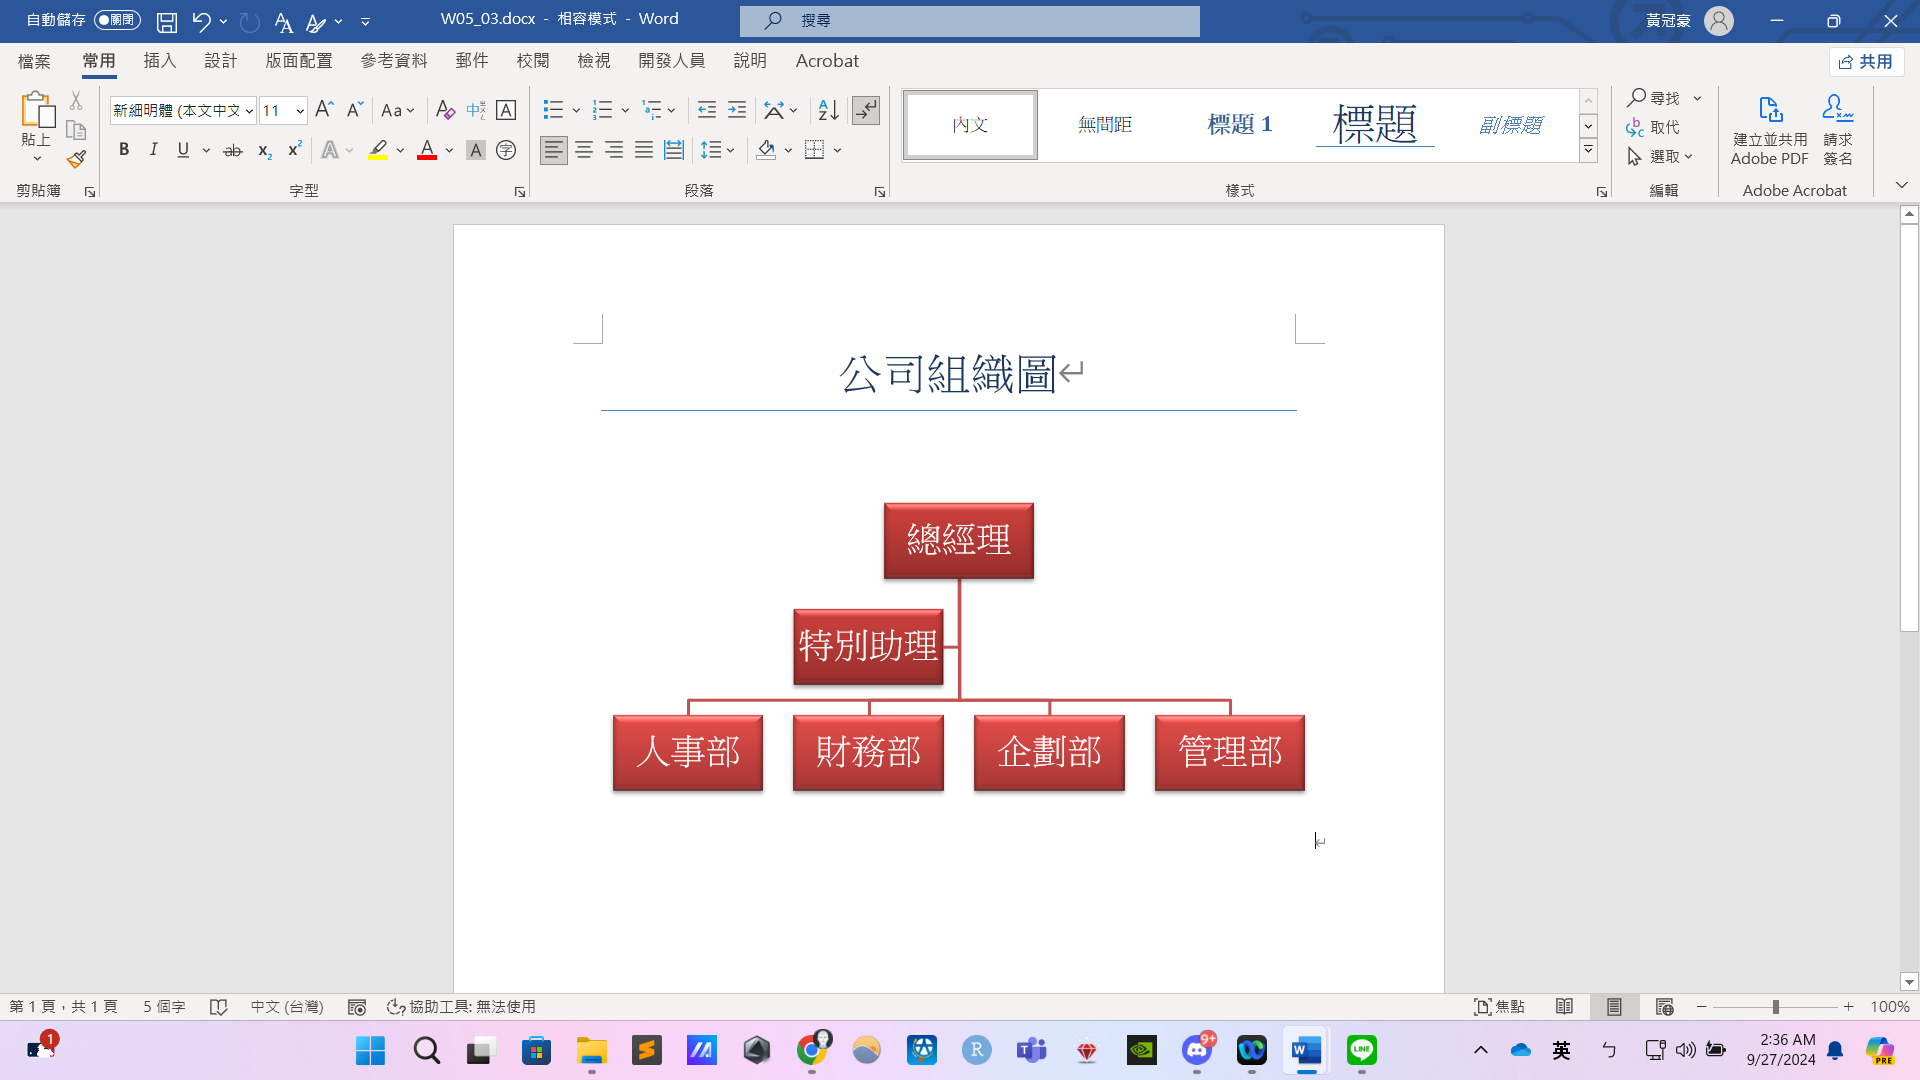 自動儲存 關閉 W05_03.docx - 相容模式 - Word 搜尋 黃冠豪
檔案 常用 插入 設計 版面配置 參考資料 郵件 校閱 檢視 開發人員 說明 Acrobat 共用
貼上
新細明體 (本文中文 11
內文 無間距 標題 1 標題 副標題
尋找
取代
選取
建立並共用
Adobe PDF
請求
簽名
剪貼簿 字型 段落 樣式 編輯 Adobe Acrobat
公司組織圖
總經理
特別助理
人事部 財務部 企劃部 管理部
第 1 頁，共 1 頁 5 個字 中文 (台灣) 協助工具: 無法使用 焦點 100%
1
9+
英
ㄅ
2:36 AM
9/27/2024
PRE